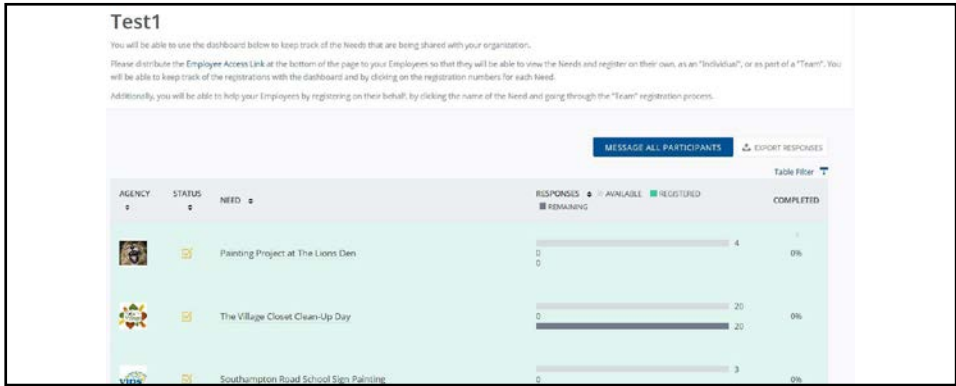 Test1
You will be able to use the dashboard below to keep track of the Needs that are being shared with your organization.
Please distribute the Employee Access Link at the bottom of the page to your Employees so that they will be able to view the Needs and register on their own, as an "Individual", or as part of a "Team". You
will be able to keep track of the registrations with the dashboard and by clicking on the registration numbers for each Need.
Additionally, you will be able to help your Employees by registering on their behalf, by clicking the name of the Need and going through the "Team" registration process.
MESSAGE ALL PARTICIPANTS EXPORT RESPONSES
Table Filter
AGENCY STATUS NEED RESPONSES AVAILABLE REGISTERED
REMAINING COMPLETED
4
Painting Project at The Lions Den 0 0%
0
20
The Village Closet Clean-Up Day 0 0%
20
3
VIPS Southampton Road School Sign Painting 0 0%